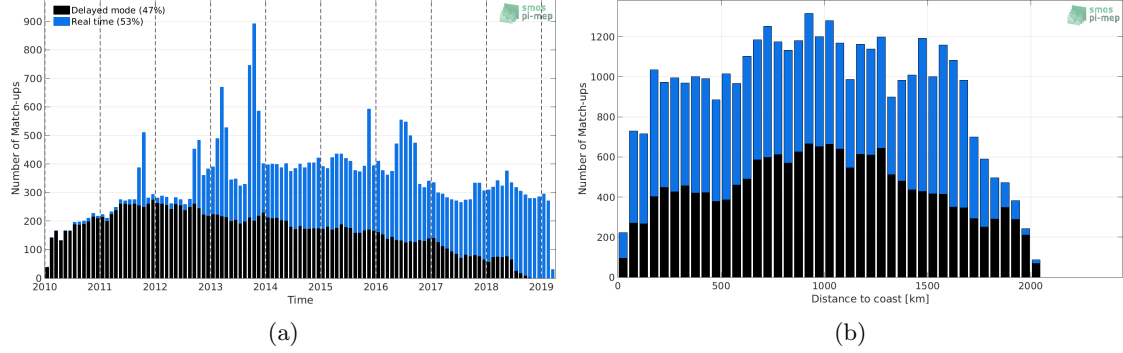 Delayed mode (47%)
Real time (53%)
smos
pi-mep
900
800
700
600
500
400
300
200
100
0
Number of Match-ups
2010 2011 2012 2013 2014 2015 2016 2017 2018 2019
Time
(a)
smos
pi-mep
1200
1000
800
600
400
200
0
Number of Match-ups
0 500 1000 1500 2000
Distance to coast [km]
(b)